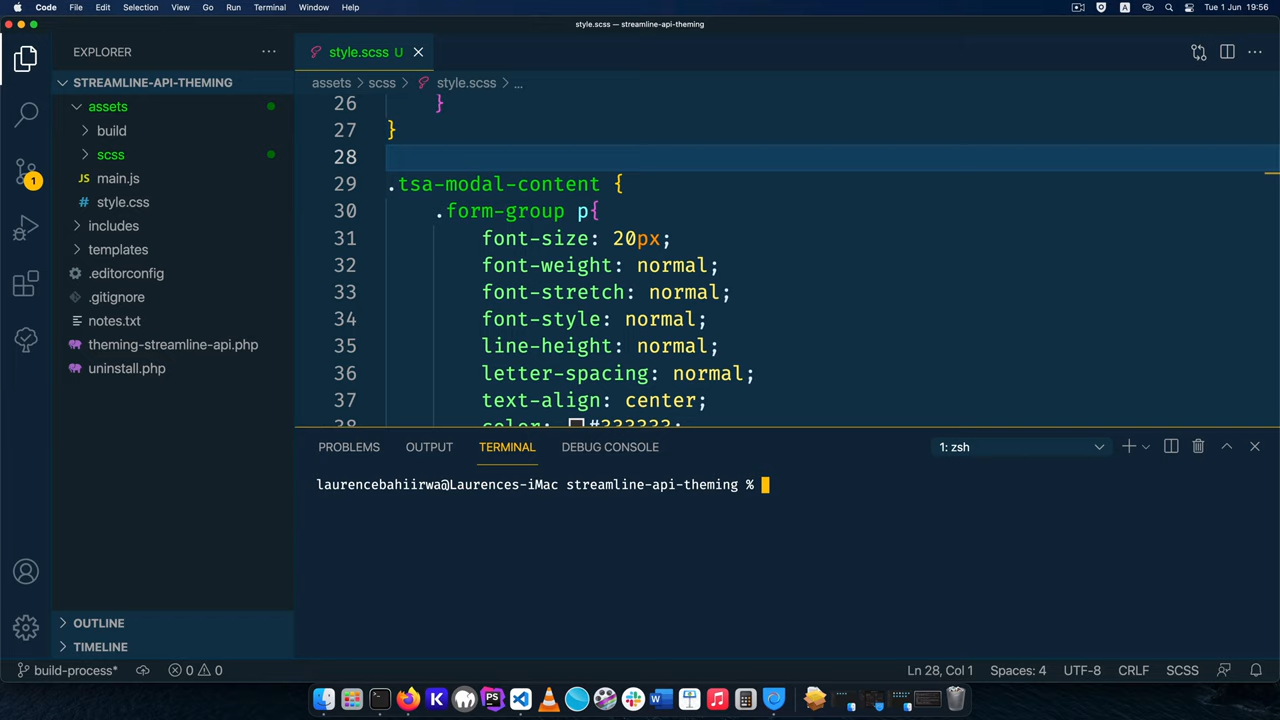 Code File Edit Selection View Go Run Terminal Window Help A Tue 1 Jun 19:56
style.scss — streamline-api-theming
EXPLORER
STREAMLINE-API-THEMING
assets
build
scss
JS main.js
# style.css
includes
templates
.editorconfig
.gitignore
notes.txt
theming-streamline-api.php
uninstall.php
OUTLINE
TIMELINE
1
style.scss U
assets > scss > style.scss > ...
26 }
27 }
28
29 .tsa-modal-content {
30 .form-group p{
31 font-size: 20px;
32 font-weight: normal;
33 font-stretch: normal;
34 font-style: normal;
35 line-height: normal;
36 letter-spacing: normal;
37 text-align: center;
38 color: #333333;
PROBLEMS OUTPUT TERMINAL DEBUG CONSOLE 1: zsh
laurencebahiirwa@Laurences-iMac streamline-api-theming %
build-process* 0 0 Ln 28, Col 1 Spaces: 4 UTF-8 CRLF SCSS
K PS W